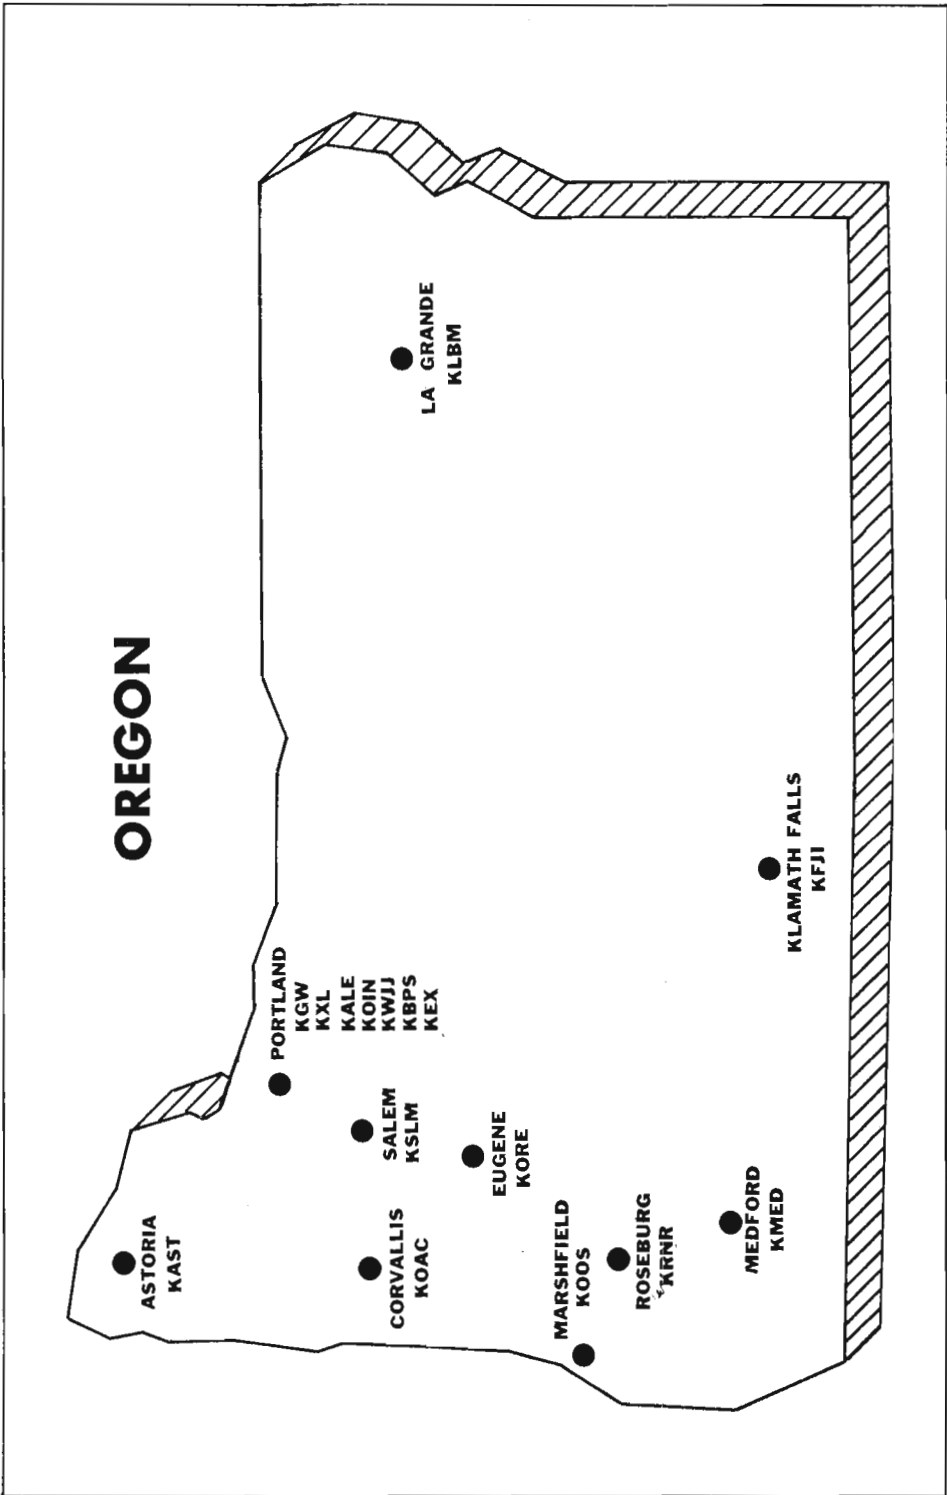 OREGON
ASTORIA
KAST
PORTLAND
KGW
KXL
KALE
KOIN
KWJJ
KBPS
KEX
SALEM
KSLM
CORVALLIS
KOAC
EUGENE
KORE
MARSHFIELD
KOOS
ROSEBURG
KRNR
MEDFORD
KMED
KLAMATH FALLS
KFJI
LA GRANDE
KLBM